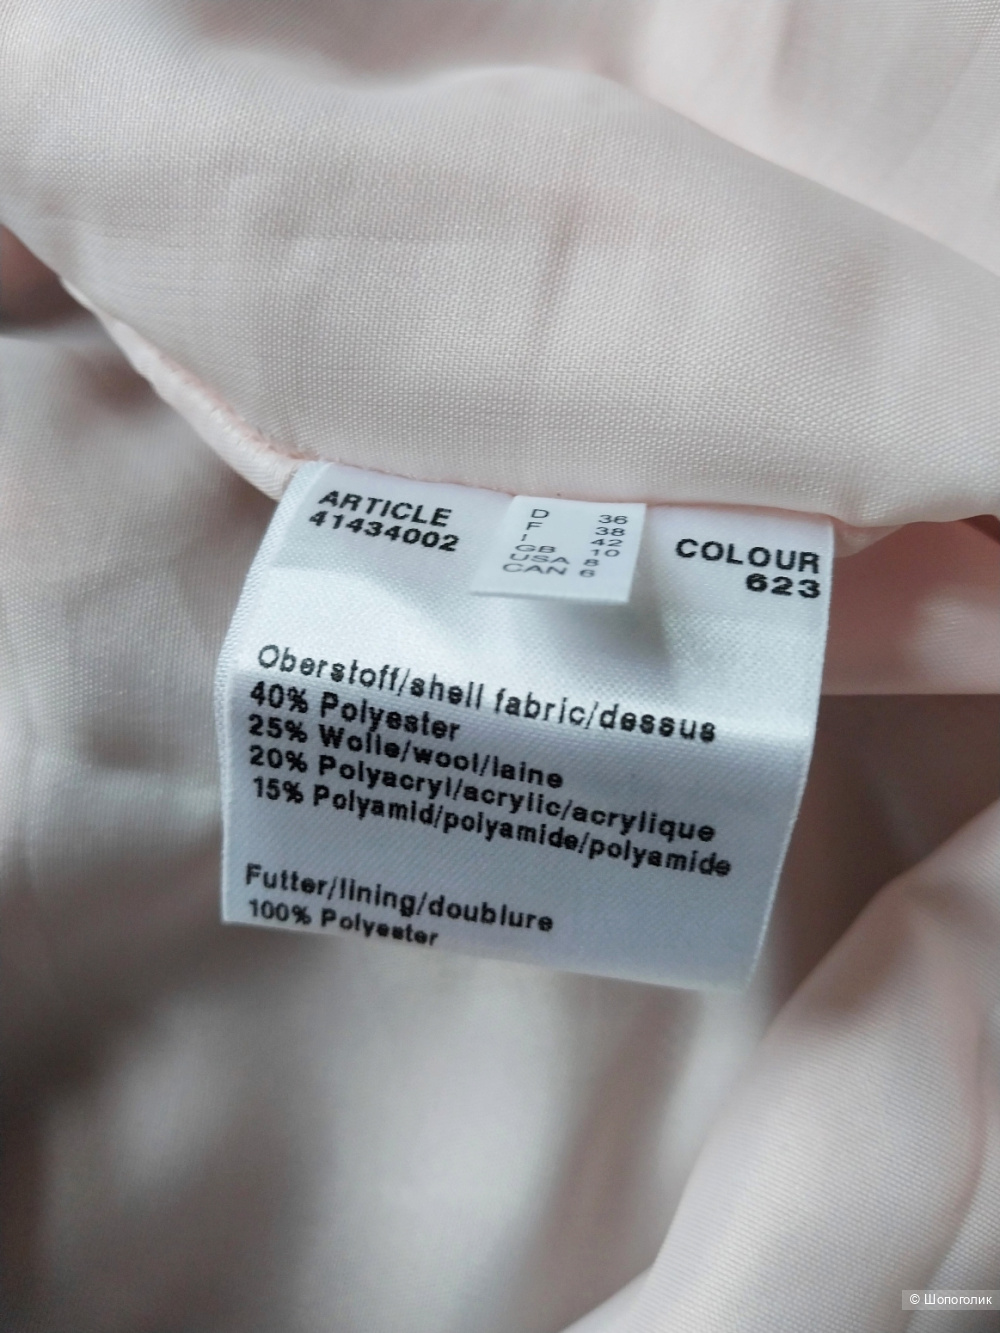 ARTICLE
41434002
D 36
F 38
I 42
GB 10
USA 8
CAN 6
COLOUR
623
Oberstoff/shell fabric/dessus
40% Polyester
25% Wolle/wool/laine
20% Polyacryl/acrylic/acrylique
15% Polyamid/polyamide/polyamide
Futter/lining/doublure
100% Polyester
© Шопоголик